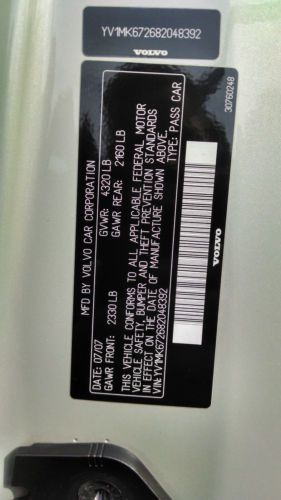 YV1MK672682048392
VOLVO
MFD BY VOLVO CAR CORPORATION
DATE: 07/07 GVWR: 4320 LB
GAWR FRONT: 2330 LB GAWR REAR: 2160 LB
THIS VEHICLE CONFORMS TO ALL APPLICABLE FEDERAL MOTOR
VEHICLE SAFETY, BUMPER AND THEFT PREVENTION STANDARDS
IN EFFECT ON THE DATE OF MANUFACTURE SHOWN ABOVE.
VIN: YV1MK672682048392 TYPE: PASS CAR
VOLVO
30760248